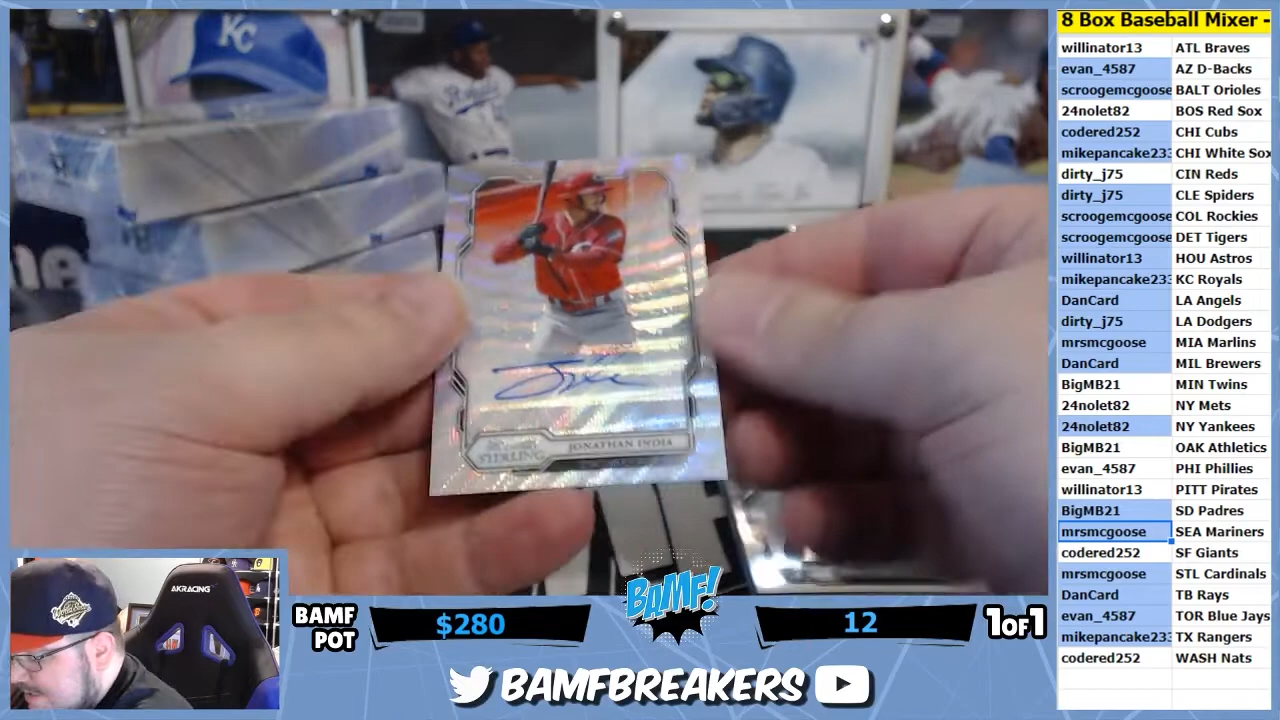 8 Box Baseball Mixer -
willinator13 ATL Braves
evan_4587 AZ D-Backs
scroogemcgoose BALT Orioles
24nolet82 BOS Red Sox
codered252 CHI Cubs
mikepancake233 CHI White Sox
dirty_j75 CIN Reds
dirty_j75 CLE Spiders
scroogemcgoose COL Rockies
scroogemcgoose DET Tigers
willinator13 HOU Astros
mikepancake233 KC Royals
DanCard LA Angels
dirty_j75 LA Dodgers
mrsmcgoose MIA Marlins
DanCard MIL Brewers
BigMB21 MIN Twins
24nolet82 NY Mets
24nolet82 NY Yankees
BigMB21 OAK Athletics
evan_4587 PHI Phillies
willinator13 PITT Pirates
BigMB21 SD Padres
mrsmcgoose SEA Mariners
codered252 SF Giants
mrsmcgoose STL Cardinals
DanCard TB Rays
evan_4587 TOR Blue Jays
mikepancake233 TX Rangers
codered252 WASH Nats
KC
Royals
JONATHAN INDIA
STERLING
AKRACING
BAMF POT
$280
BAMF!
12
1OF1
BAMFBREAKERS